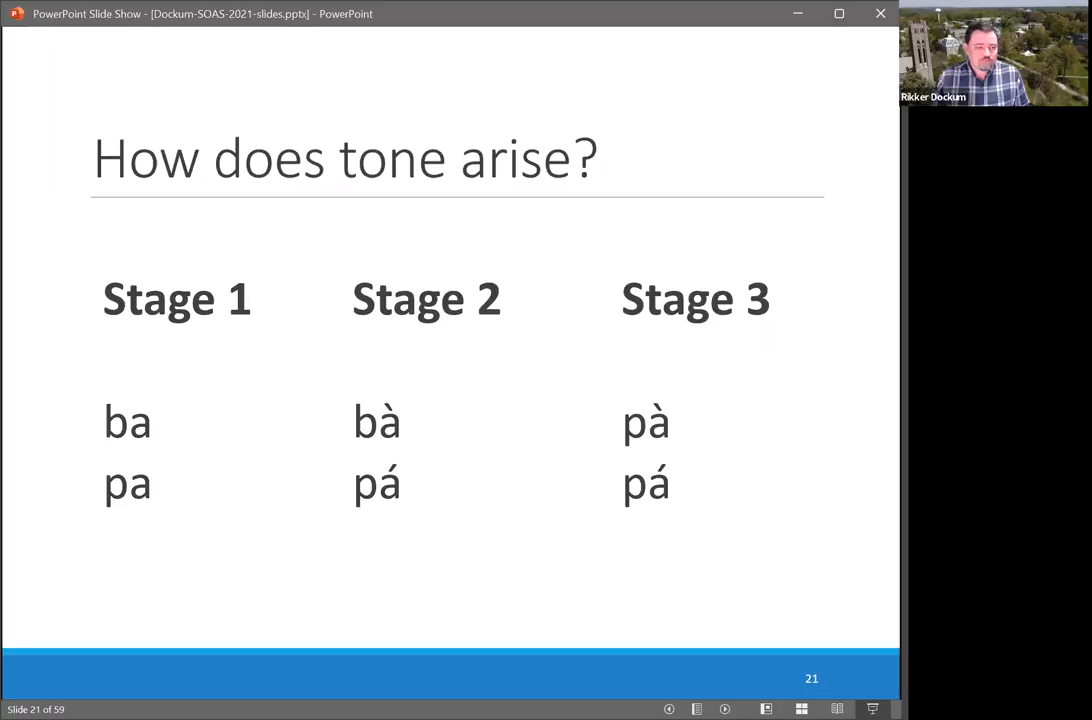 PowerPoint Slide Show - [Dockum-SOAS-2021-slides.pptx] - PowerPoint
Rikker Dockum
How does tone arise?
Stage 1 Stage 2 Stage 3
ba bà pà
pa pá pá
21
Slide 21 of 59